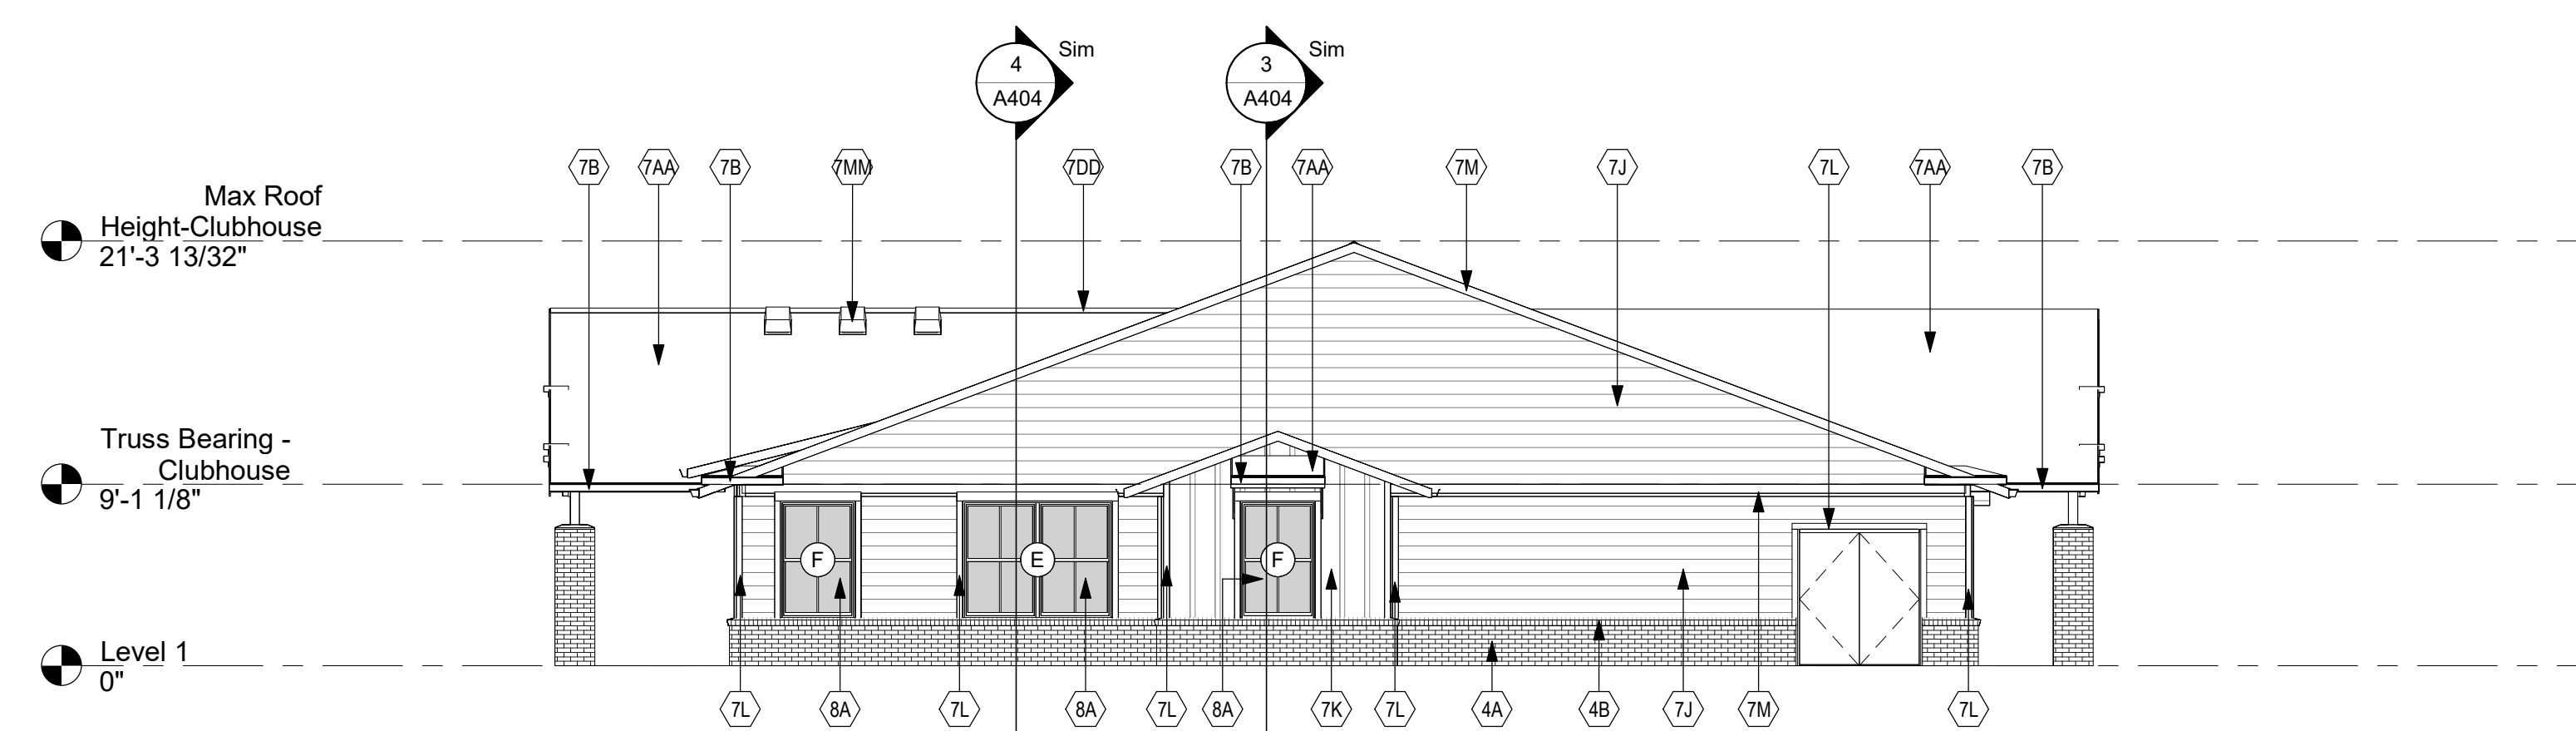 4
A404
Sim
3
A404
Sim
7B
7AA
7B
7MM
7DD
7B
7AA
7M
7J
7L
7AA
7B
Max Roof
Height-Clubhouse
21'-3 13/32"
Truss Bearing -
Clubhouse
9'-1 1/8"
F
E
F
Level 1
0"
7L
8A
7L
8A
7L
8A
7K
7L
4A
4B
7J
7M
7L